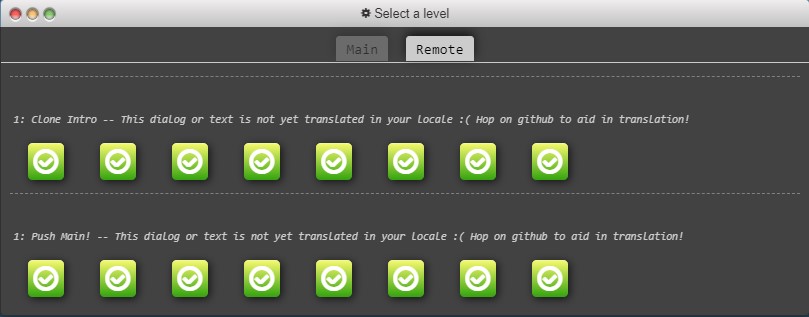 Select a level
Main Remote
1: Clone Intro -- This dialog or text is not yet translated in your locale :( Hop on github to aid in translation!
1: Push Main! -- This dialog or text is not yet translated in your locale :( Hop on github to aid in translation!